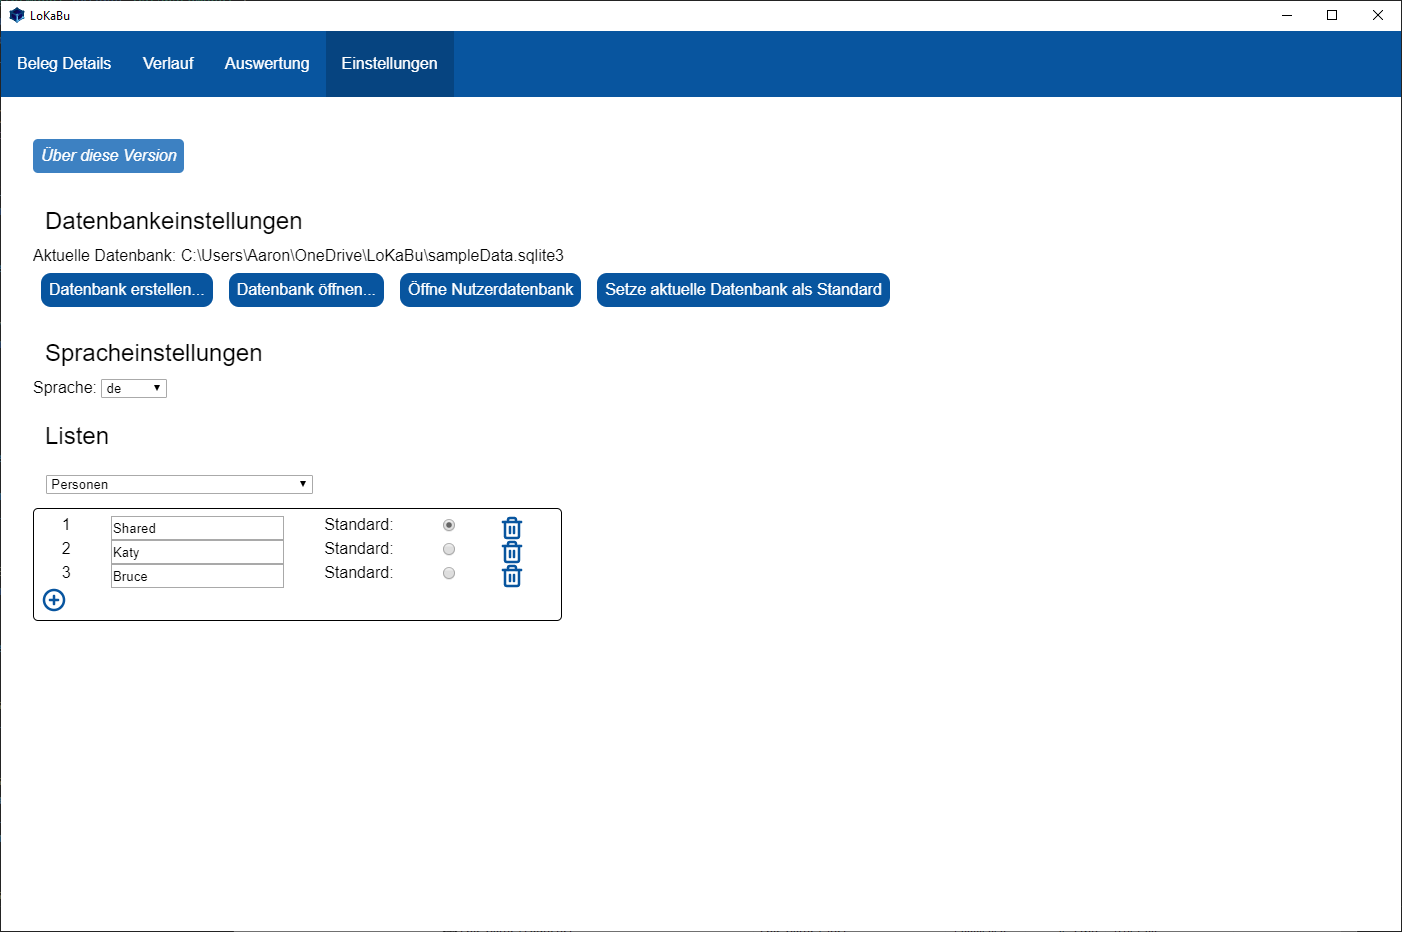 LoKaBu
Beleg Details Verlauf Auswertung Einstellungen
Über diese Version
Datenbankeinstellungen
Aktuelle Datenbank: C:\Users\Aaron\OneDrive\LoKaBu\sampleData.sqlite3
Datenbank erstellen... Datenbank öffnen... Öffne Nutzerdatenbank Setze aktuelle Datenbank als Standard
Spracheinstellungen
Sprache: de
Listen
Personen
1 Shared Standard:
2 Katy Standard:
3 Bruce Standard: